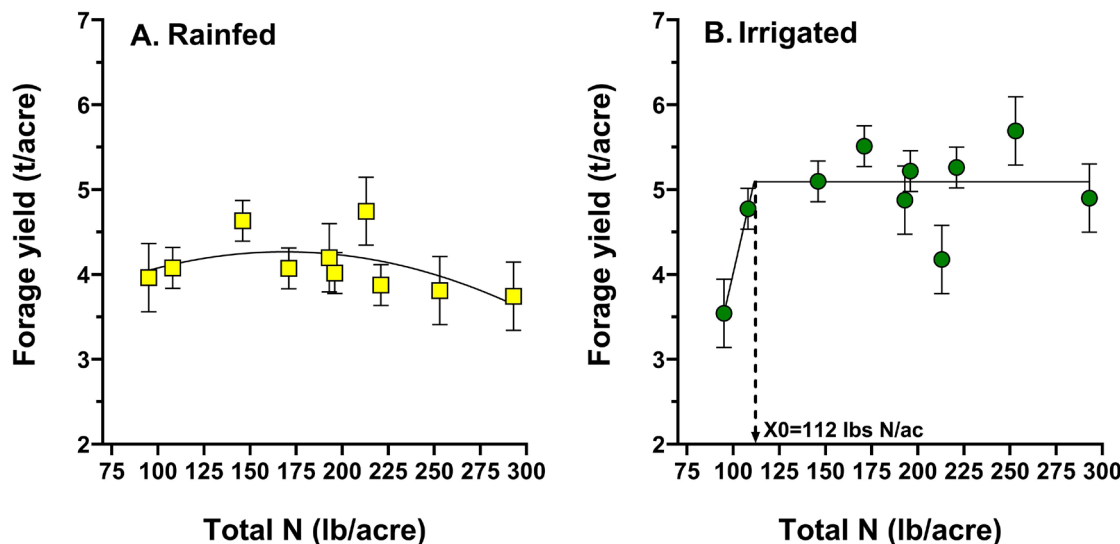 A. Rainfed
Forage yield (t/acre)
7
6
5
4
3
2
75 100 125 150 175 200 225 250 275 300
Total N (lb/acre)
B. Irrigated
Forage yield (t/acre)
7
6
5
4
3
2
X0=112 lbs N/ac
75 100 125 150 175 200 225 250 275 300
Total N (lb/acre)